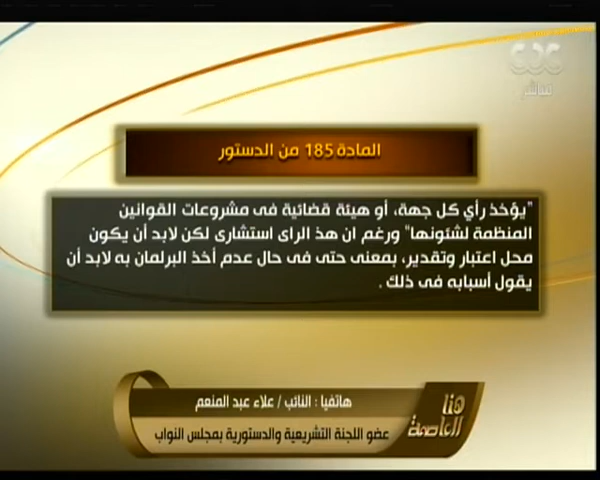 cbc
مباشر
المادة 185 من الدستور
"يؤخذ رأي كل جهة، أو هيئة قضائية فى مشروعات القوانين
المنظمة لشئونها" ورغم ان هذ الراى استشارى لكن لابد أن يكون
محل اعتبار وتقدير، بمعنى حتى فى حال عدم أخذ البرلمان به لابد أن
يقول أسبابه فى ذلك .
هنا
العاصمة
هاتفيا : النائب / علاء عبد المنعم
عضو اللجنة التشريعية والدستورية بمجلس النواب